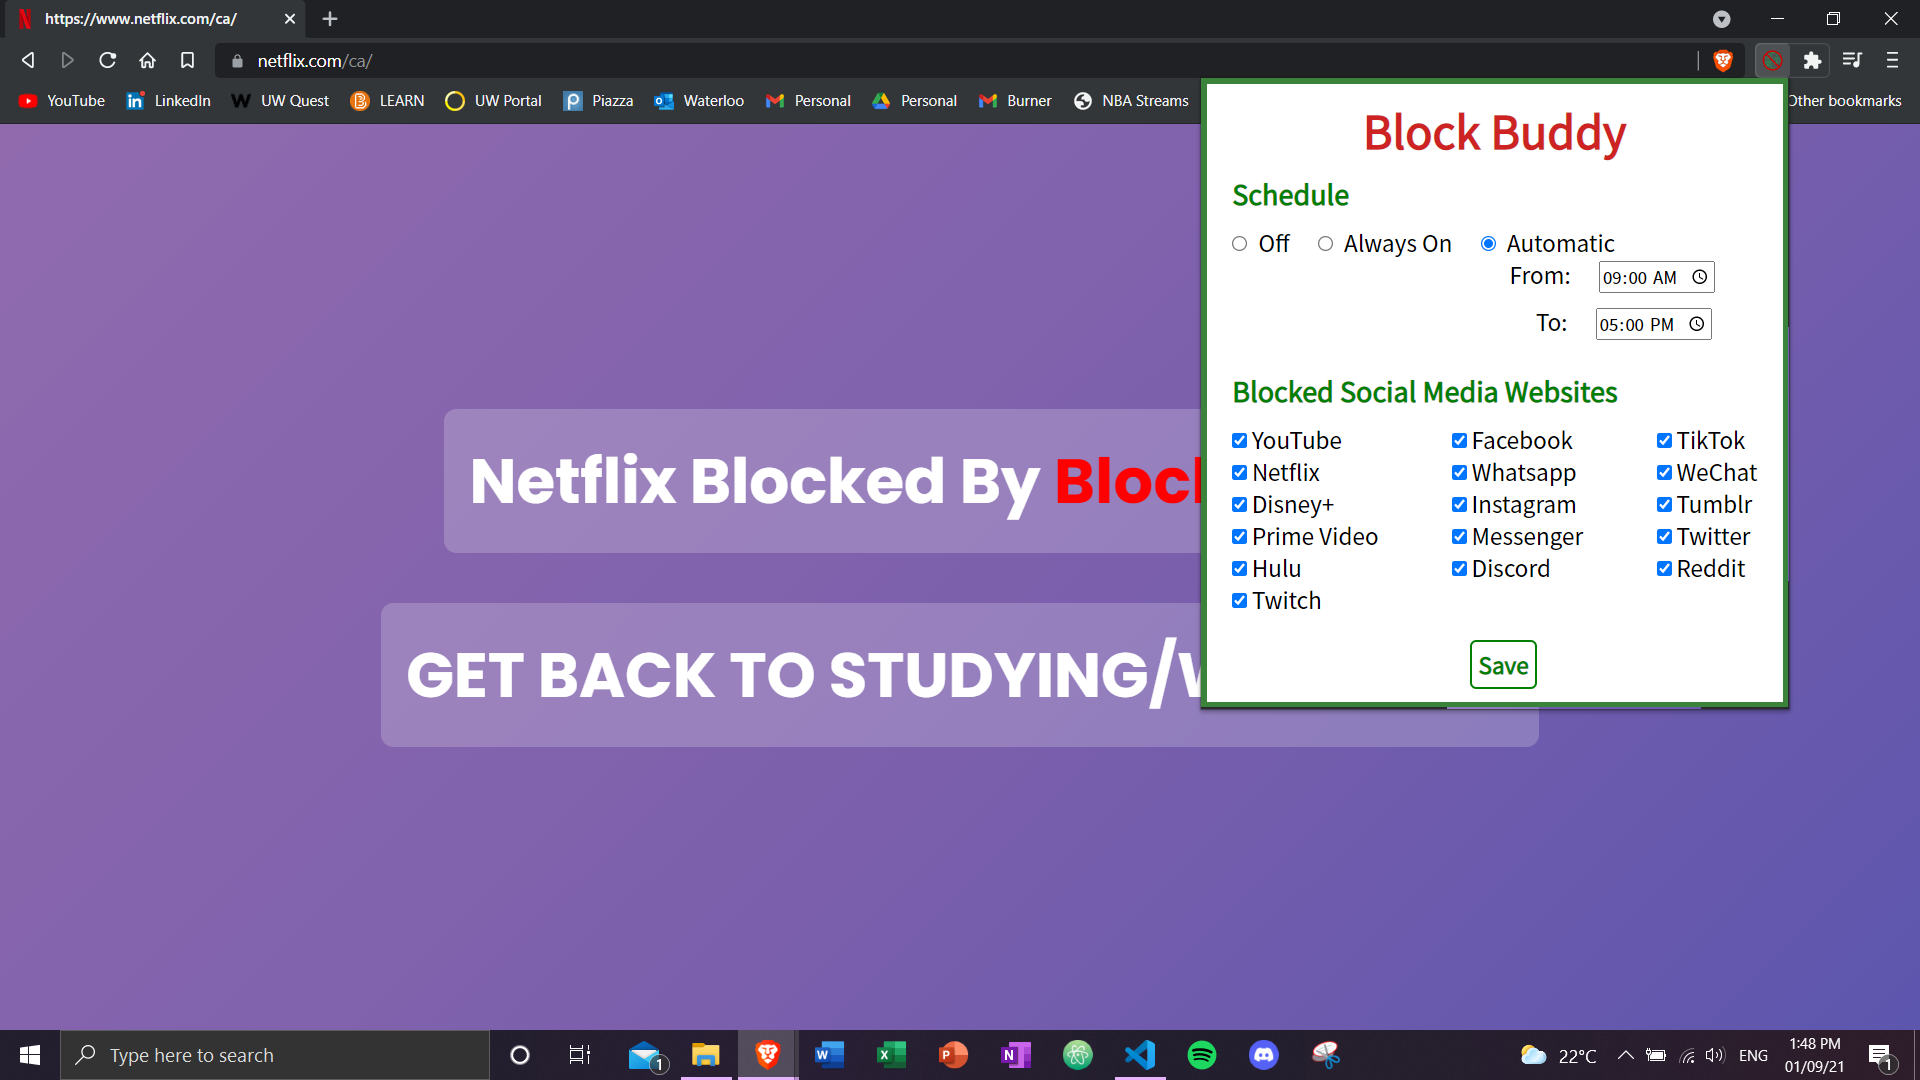 https://www.netflix.com/ca/
netflix.com/ca/
YouTube LinkedIn UW Quest LEARN UW Portal Piazza Waterloo Personal Personal Burner NBA Streams Other bookmarks
Block Buddy
Schedule
Off Always On Automatic
From: 09:00 AM
To: 05:00 PM
Blocked Social Media Websites
YouTube Facebook TikTok
Netflix Whatsapp WeChat
Disney+ Instagram Tumblr
Prime Video Messenger Twitter
Hulu Discord Reddit
Twitch
Save
Netflix Blocked By Block
GET BACK TO STUDYING/
Type here to search
1
22°C
ENG
1:48 PM
01/09/21
1